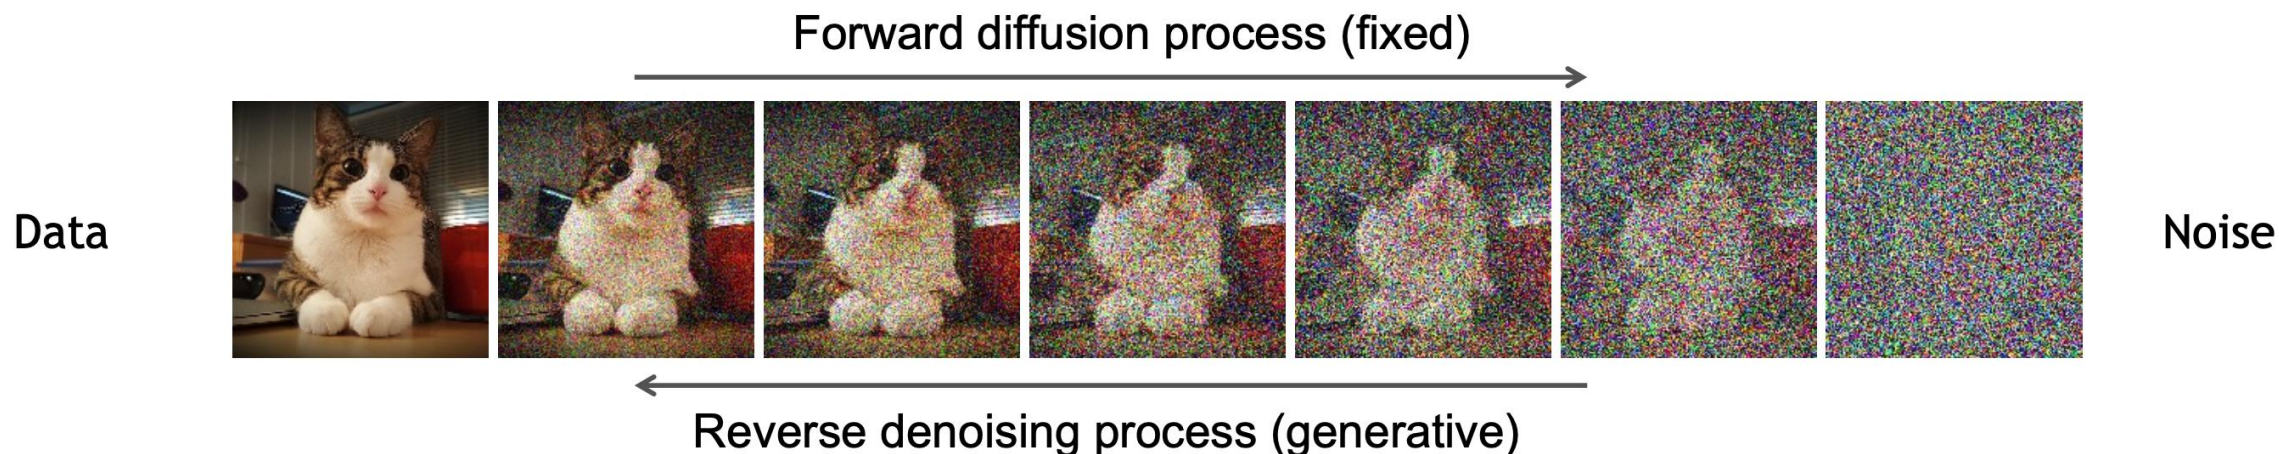 Forward diffusion process (fixed)
Data
Noise
Reverse denoising process (generative)